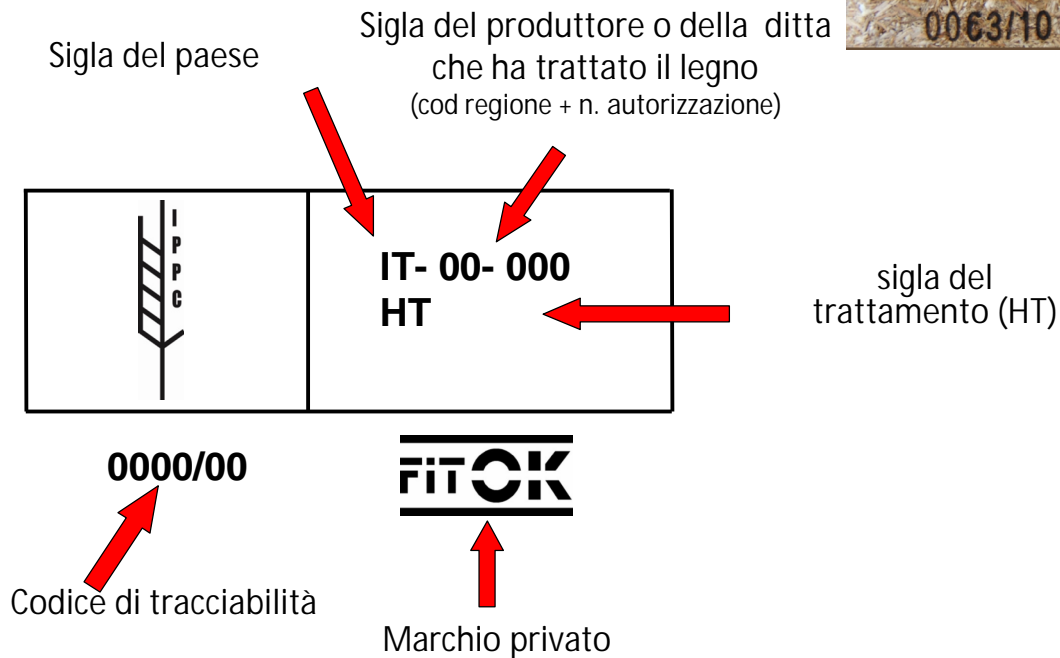 Sigla del paese
Sigla del produttore o della ditta
che ha trattato il legno
(cod regione + n. autorizzazione)
0063/10
IPPC
IT- 00- 000
HT
sigla del
trattamento (HT)
0000/00
FiTOK
Codice di tracciabilità
Marchio privato